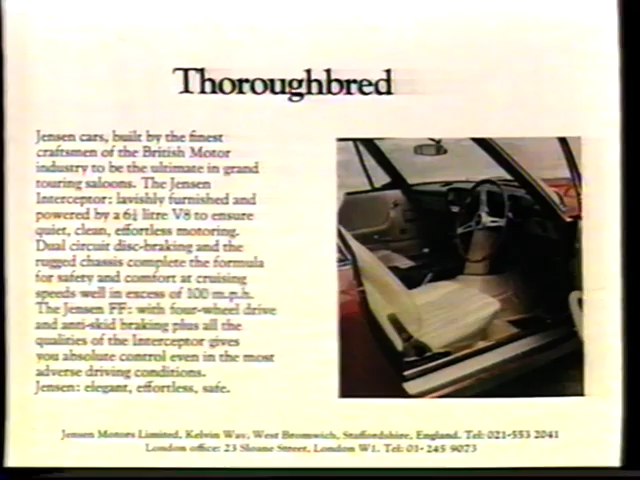 Thoroughbred
Jensen cars, built by the finest
craftsmen of the British Motor
industry to be the ultimate in grand
touring saloons. The Jensen
Interceptor: lavishly furnished and
powered by a 6¼ litre V8 to ensure
quiet, clean, effortless motoring.
Dual circuit disc-braking and the
rugged chassis complete the formula
for safety and comfort at cruising
speeds well in excess of 100 m.p.h.
The Jensen FF: with four-wheel drive
and anti-skid braking plus all the
qualities of the Interceptor gives
you absolute control even in the most
adverse driving conditions.
Jensen: elegant, effortless, safe.
Jensen Motors Limited, Kelvin Way, West Bromwich, Staffordshire, England. Tel: 021-553 2041
London office: 23 Sloane Street, London W1. Tel: 01-245 9073